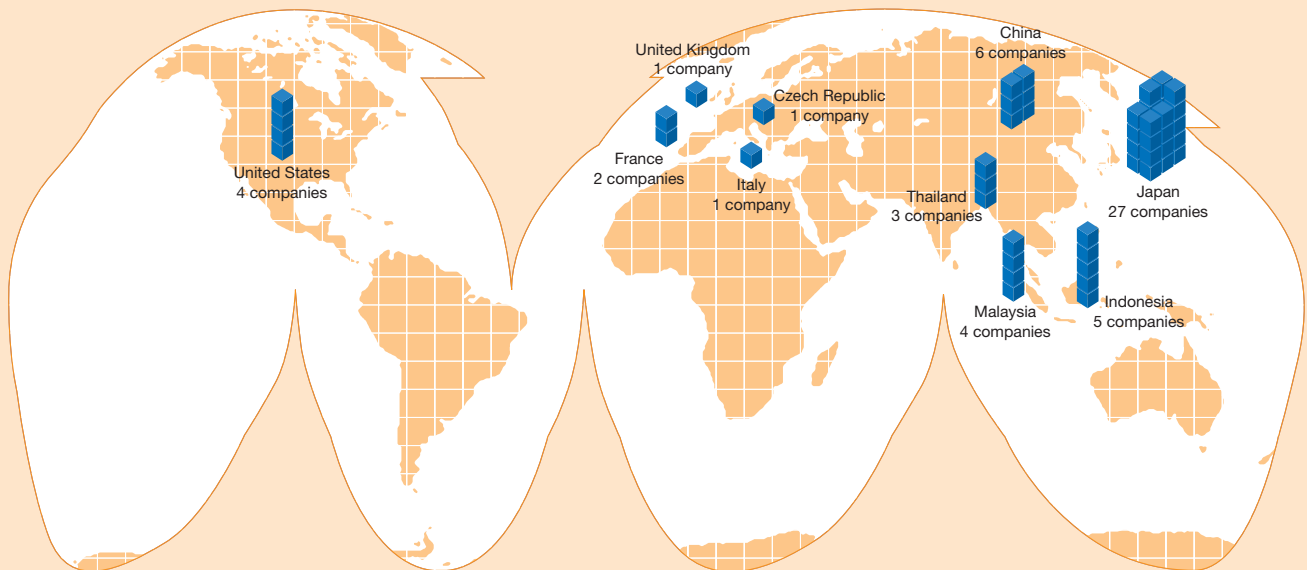 China
6 companies
United Kingdom
1 company
Czech Republic
1 company
France
2 companies
Italy
1 company
United States
4 companies
Thailand
3 companies
Japan
27 companies
Malaysia
4 companies
Indonesia
5 companies